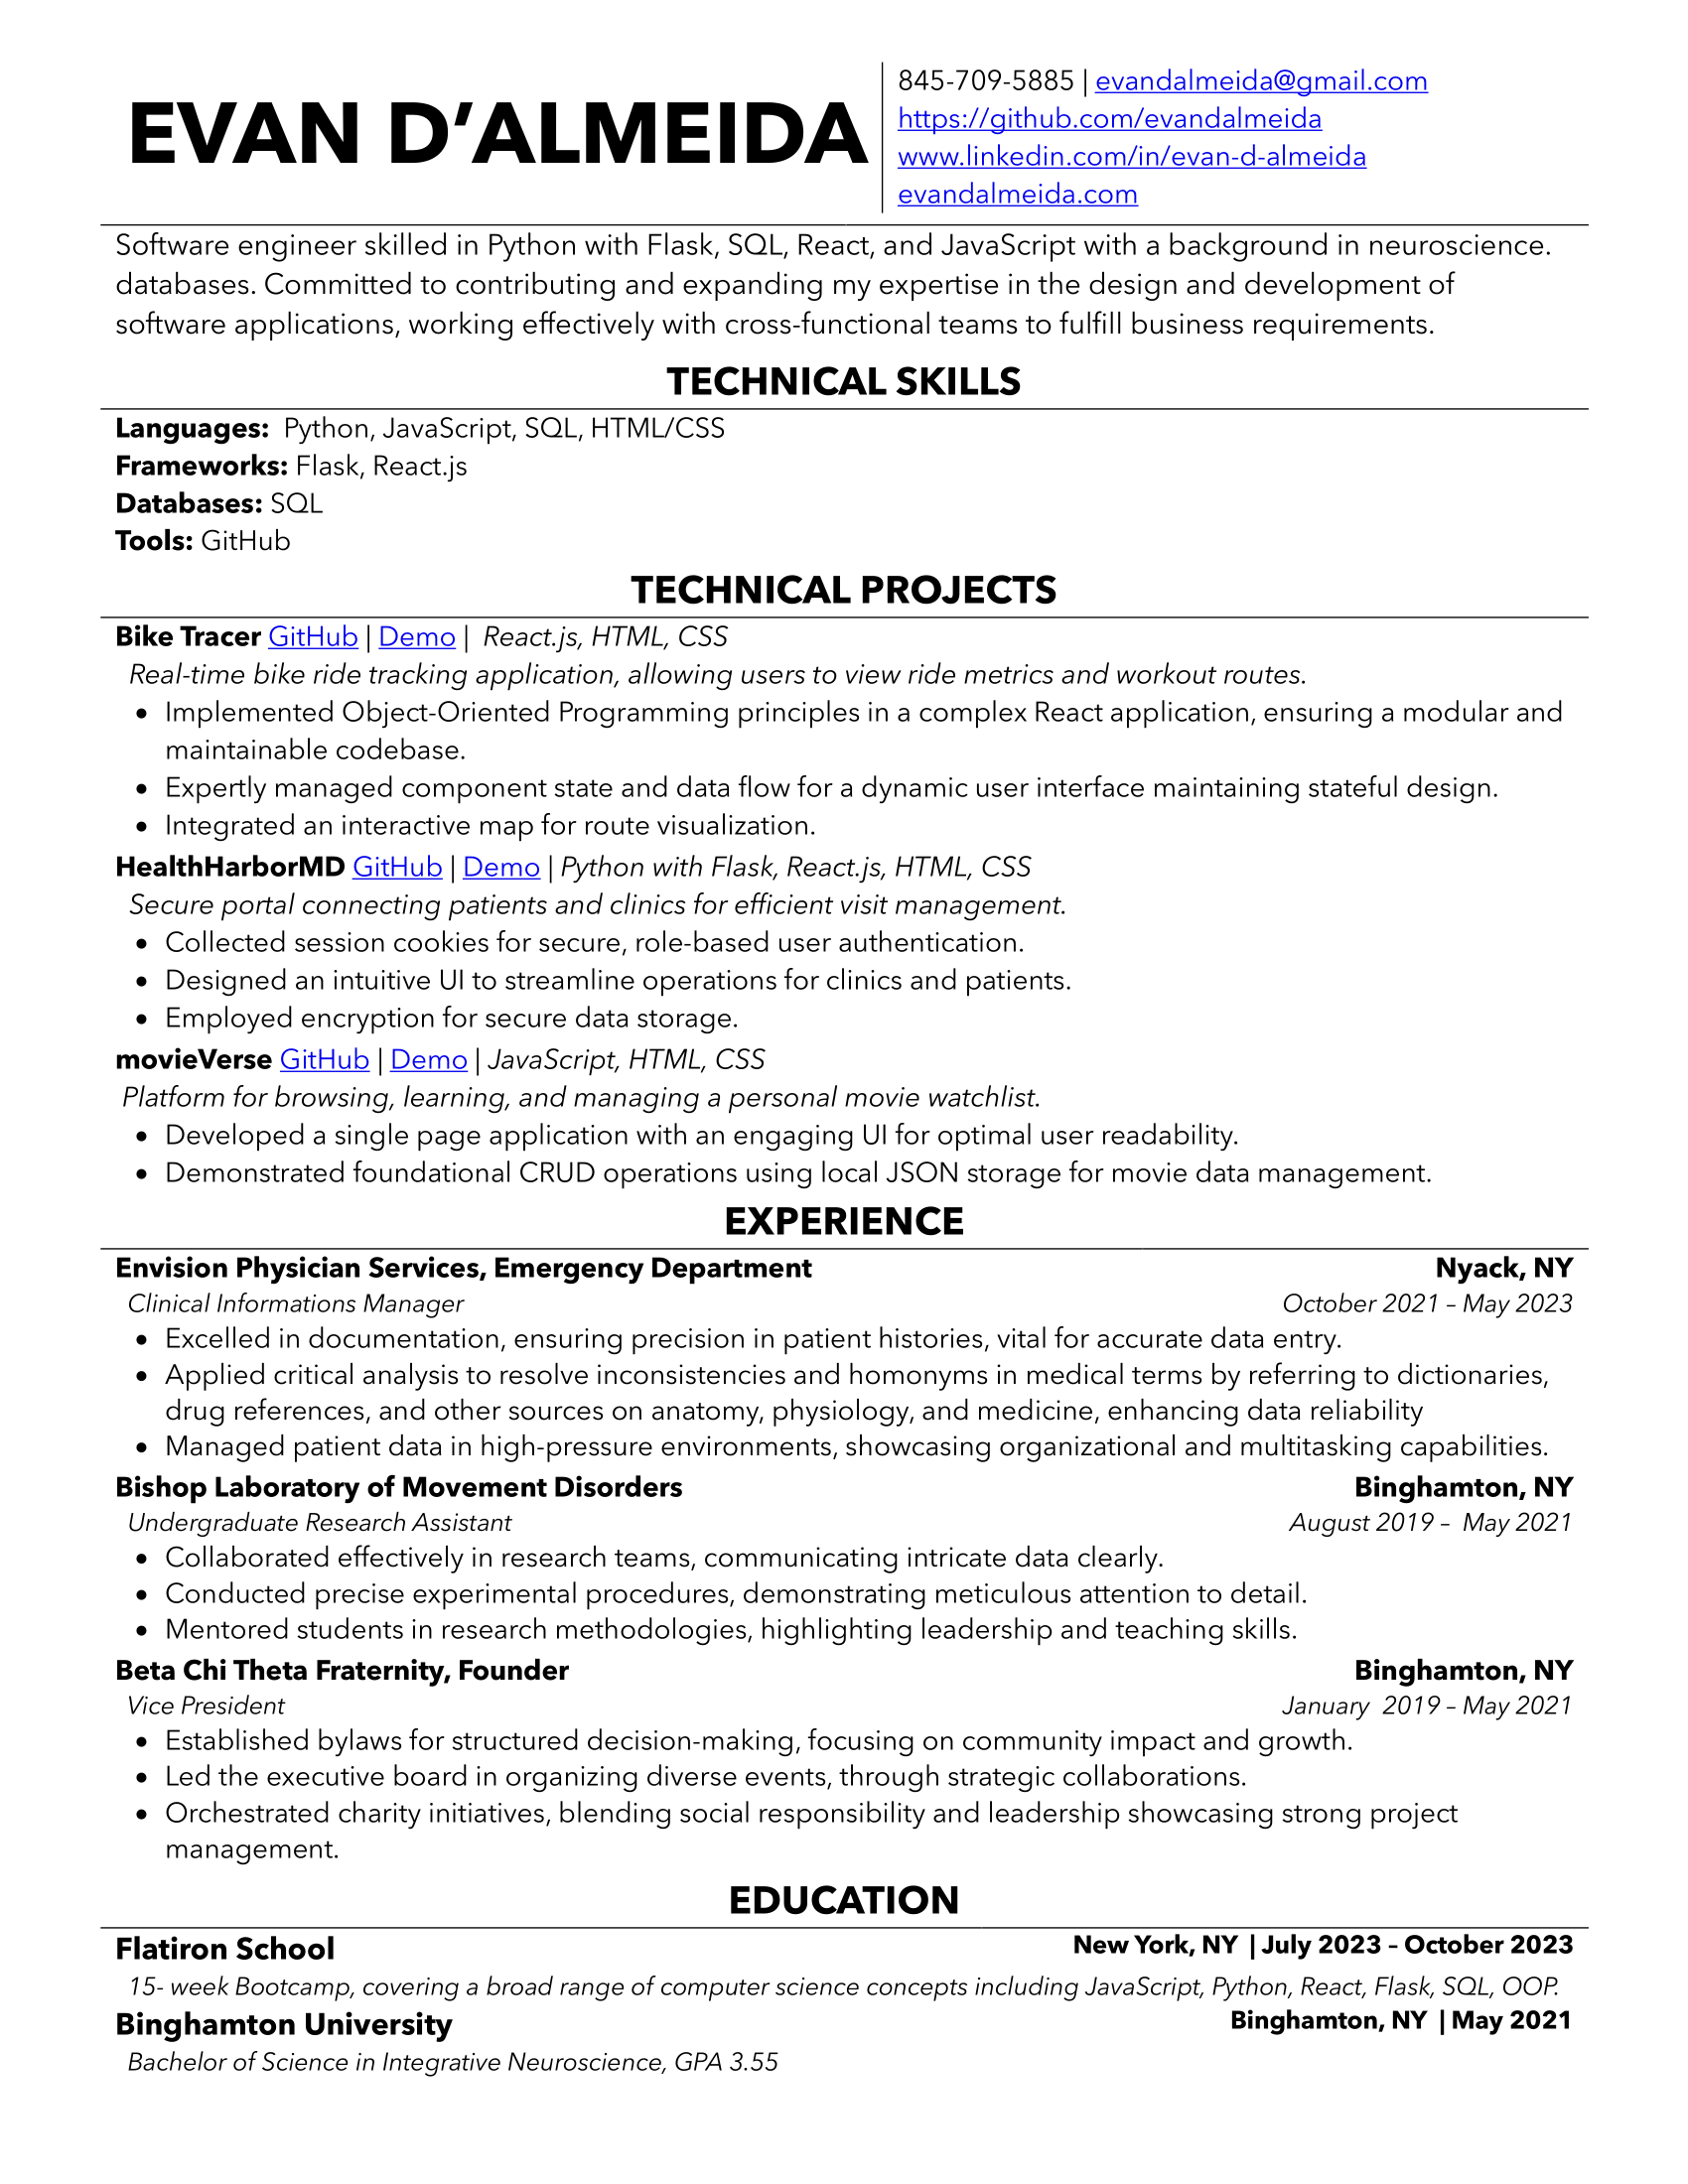 EVAN D’ALMEIDA
845-709-5885 | evandalmeida@gmail.com
https://github.com/evandalmeida
www.linkedin.com/in/evan-d-almeida
evandalmeida.com
Software engineer skilled in Python with Flask, SQL, React, and JavaScript with a background in neuroscience.
databases. Committed to contributing and expanding my expertise in the design and development of
software applications, working effectively with cross-functional teams to fulfill business requirements.
TECHNICAL SKILLS
Languages: Python, JavaScript, SQL, HTML/CSS
Frameworks: Flask, React.js
Databases: SQL
Tools: GitHub
TECHNICAL PROJECTS
Bike Tracer GitHub | Demo | React.js, HTML, CSS
Real-time bike ride tracking application, allowing users to view ride metrics and workout routes.
• Implemented Object-Oriented Programming principles in a complex React application, ensuring a modular and
maintainable codebase.
• Expertly managed component state and data flow for a dynamic user interface maintaining stateful design.
• Integrated an interactive map for route visualization.
HealthHarborMD GitHub | Demo | Python with Flask, React.js, HTML, CSS
Secure portal connecting patients and clinics for efficient visit management.
• Collected session cookies for secure, role-based user authentication.
• Designed an intuitive UI to streamline operations for clinics and patients.
• Employed encryption for secure data storage.
movieVerse GitHub | Demo | JavaScript, HTML, CSS
Platform for browsing, learning, and managing a personal movie watchlist.
• Developed a single page application with an engaging UI for optimal user readability.
• Demonstrated foundational CRUD operations using local JSON storage for movie data management.
EXPERIENCE
Envision Physician Services, Emergency Department Nyack, NY
Clinical Informations Manager October 2021 – May 2023
• Excelled in documentation, ensuring precision in patient histories, vital for accurate data entry.
• Applied critical analysis to resolve inconsistencies and homonyms in medical terms by referring to dictionaries,
drug references, and other sources on anatomy, physiology, and medicine, enhancing data reliability
• Managed patient data in high-pressure environments, showcasing organizational and multitasking capabilities.
Bishop Laboratory of Movement Disorders Binghamton, NY
Undergraduate Research Assistant August 2019 – May 2021
• Collaborated effectively in research teams, communicating intricate data clearly.
• Conducted precise experimental procedures, demonstrating meticulous attention to detail.
• Mentored students in research methodologies, highlighting leadership and teaching skills.
Beta Chi Theta Fraternity, Founder Binghamton, NY
Vice President January 2019 – May 2021
• Established bylaws for structured decision-making, focusing on community impact and growth.
• Led the executive board in organizing diverse events, through strategic collaborations.
• Orchestrated charity initiatives, blending social responsibility and leadership showcasing strong project
management.
EDUCATION
Flatiron School New York, NY | July 2023 – October 2023
15- week Bootcamp, covering a broad range of computer science concepts including JavaScript, Python, React, Flask, SQL, OOP.
Binghamton University Binghamton, NY | May 2021
Bachelor of Science in Integrative Neuroscience, GPA 3.55